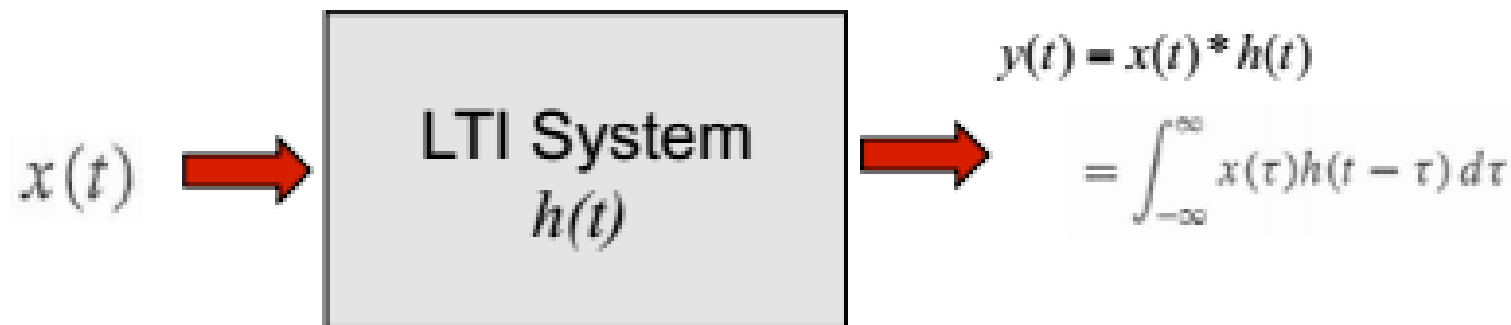 x(t)
LTI System
h(t)
y(t) = x(t) * h(t)
= ∫_{-∞}^{∞} x(τ)h(t − τ) dτ